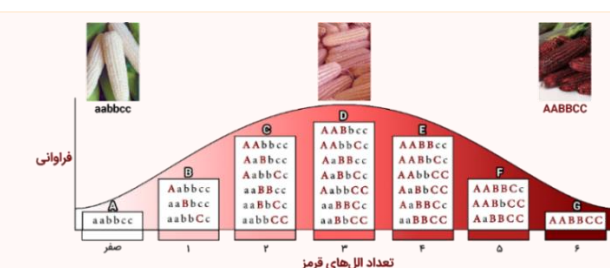 aabbcc
AABBCC
فراوانی
A
aabbcc
B
Aabbcc
aaBbcc
aabbCc
C
AAbbcc
AaBbcc
AabbCc
aaBBcc
aaBbCc
aabbCC
D
AABbcc
AAbbCc
AaBBcc
AaBbCc
AabbCC
aaBBCc
aaBbCC
E
AABBcc
AABbCc
AAbbCC
AaBBCc
AaBbCC
aaBBCC
F
AABBCc
AABbCC
AaBBCC
G
AABBCC
صفر
۱
۲
۳
۴
۵
۶
تعداد الل‌های قرمز